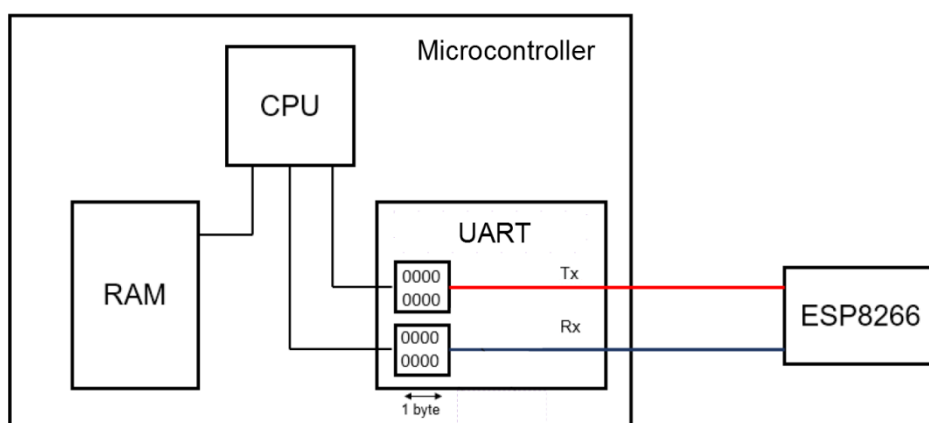 Microcontroller
CPU
RAM
UART
0000
0000
Tx
0000
0000
Rx
1 byte
ESP8266